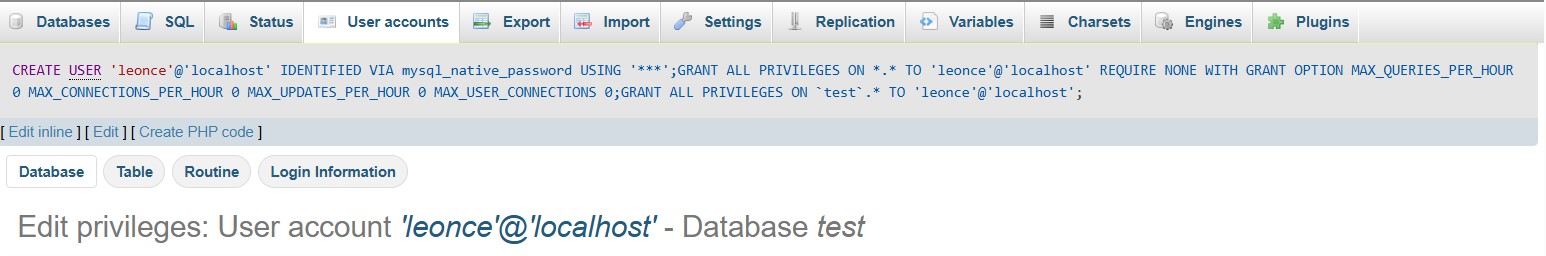 Databases SQL Status User accounts Export Import Settings Replication Variables Charsets Engines Plugins
CREATE USER 'leonce'@'localhost' IDENTIFIED VIA mysql_native_password USING '***';GRANT ALL PRIVILEGES ON *.* TO 'leonce'@'localhost' REQUIRE NONE WITH GRANT OPTION MAX_QUERIES_PER_HOUR
0 MAX_CONNECTIONS_PER_HOUR 0 MAX_UPDATES_PER_HOUR 0 MAX_USER_CONNECTIONS 0;GRANT ALL PRIVILEGES ON `test`.* TO 'leonce'@'localhost';
[ Edit inline ] [ Edit ] [ Create PHP code ]
Database Table Routine Login Information
Edit privileges: User account 'leonce'@'localhost' - Database test